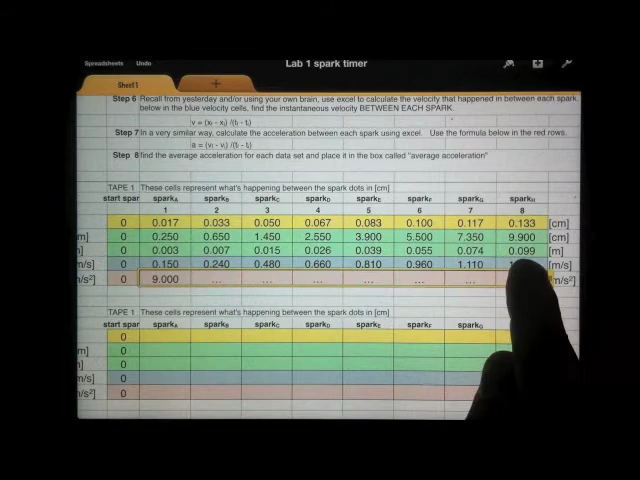 Spreadsheets Undo Lab 1 spark timer
Sheet1 +
Step 6 Recall from yesterday and/or using your own brain, use excel to calculate the velocity that happened in between each spark
below in the blue velocity cells, find the instantaneous velocity BETWEEN EACH SPARK.
Step 7 In a very similar way, calculate the acceleration between each spark using excel. Use the formula below in the red rows.
Step 8 find the average acceleration for each data set and place it in the box called "average acceleration"
TAPE 1 These cells represent what's happening between the spark dots in [cm]
start spar sparkA sparkB sparkC sparkD sparkE sparkF sparkG sparkH
1 2 3 4 5 6 7 8
0 0.017 0.033 0.050 0.067 0.083 0.100 0.117 0.133 [cm]
m] 0 0.250 0.650 1.450 2.550 3.900 5.500 7.350 9.900 [cm]
m] 0 0.003 0.007 0.015 0.026 0.039 0.055 0.074 0.099 [m]
m/s] 0 0.150 0.240 0.480 0.660 0.810 0.960 1.110 [m/s]
m/s²] 0 9.000 ... ... ... ... ... ... m/s²]
TAPE 1 These cells represent what's happening between the spark dots in [cm]
start spar sparkA sparkB sparkC sparkD sparkE sparkF sparkG spark
0
m] 0
m] 0
m/s] 0
m/s²] 0